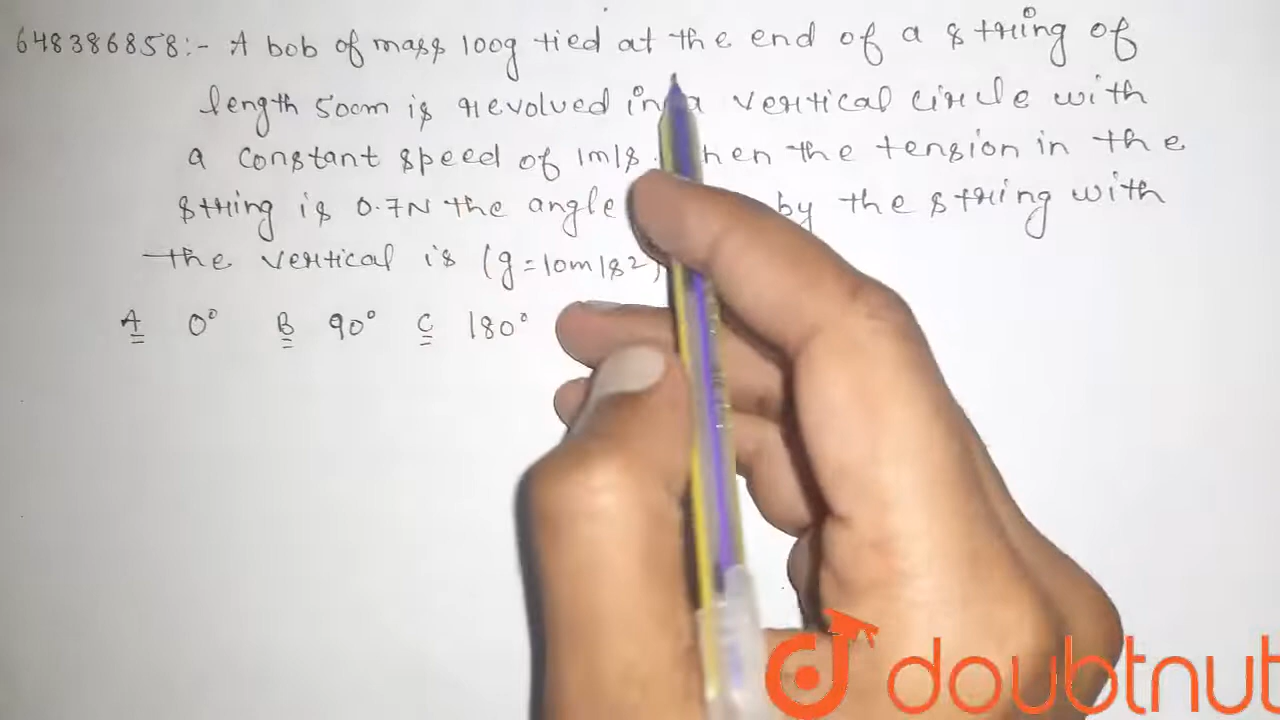 648386858:- A bob of mass 100g tied at the end of a string of
length 50cm is revolved in a vertical circle with
a constant speed of 1m/s. the tension in the
string is 0.7N the angle by the string with
the vertical is (g=10m/s²)
A 0° B 90° C 180°
doubtnut